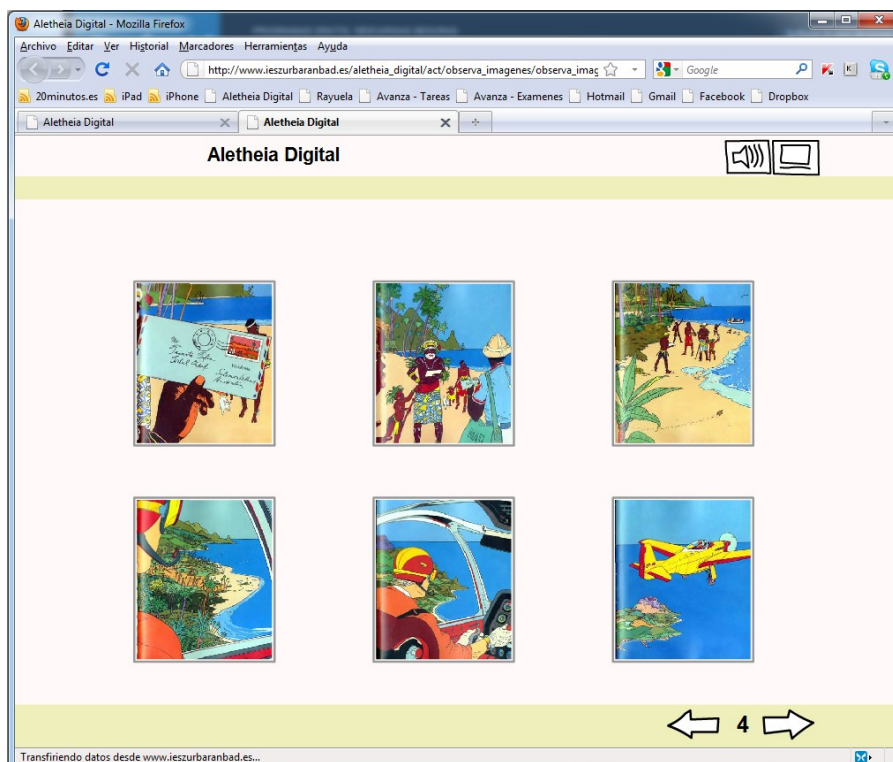 Aletheia Digital - Mozilla Firefox
Archivo Editar Ver Historial Marcadores Herramientas Ayuda
http://www.ieszurbaranbad.es/aletheia_digital/act/observa_imagenes/observa_imag Google
20minutos.es iPad iPhone Aletheia Digital Rayuela Avanza - Tareas Avanza - Examenes Hotmail Gmail Facebook Dropbox
Aletheia Digital Aletheia Digital
Aletheia Digital
4
Transfiriendo datos desde www.ieszurbaranbad.es...